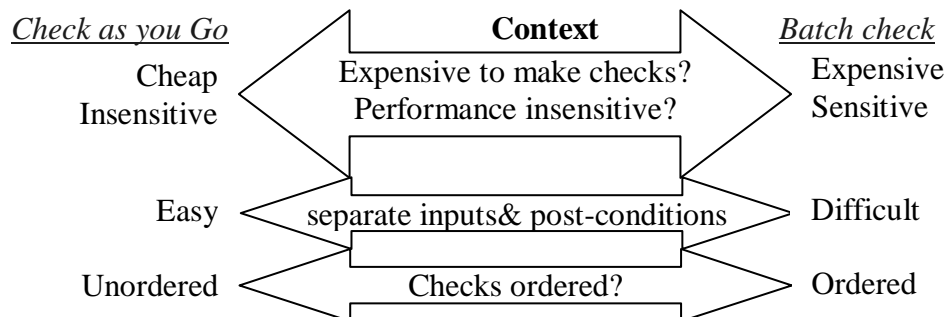 Check as you Go Context Batch check
Cheap Expensive to make checks? Expensive
Insensitive Performance insensitive? Sensitive
Easy separate inputs& post-conditions Difficult
Unordered Checks ordered? Ordered